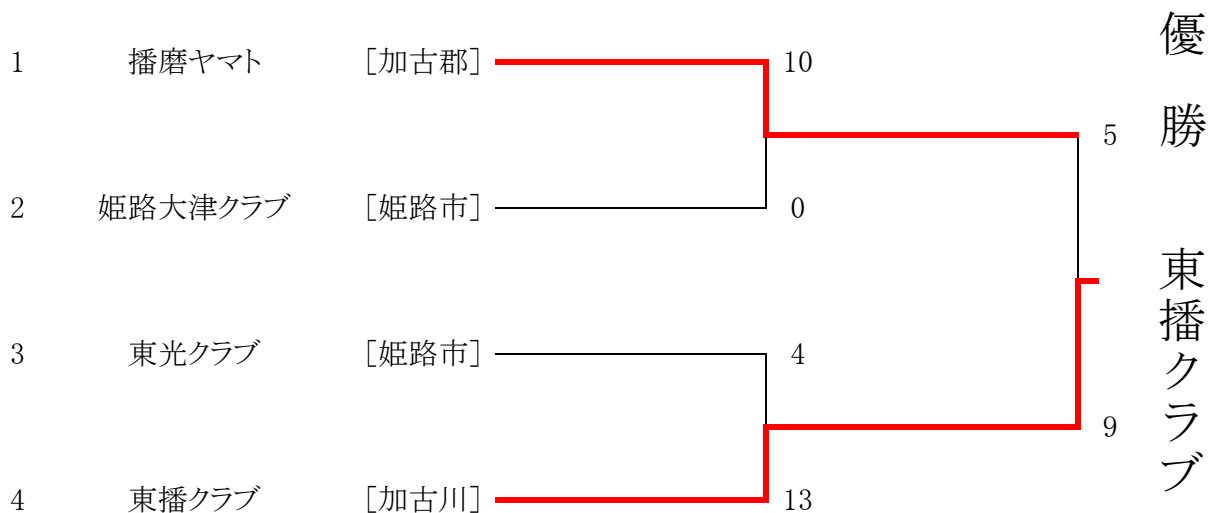 1 播磨ヤマト [加古郡] 10
2 姫路大津クラブ [姫路市] 0
3 東光クラブ [姫路市] 4
4 東播クラブ [加古川] 13
5
9
優勝 東播クラブ